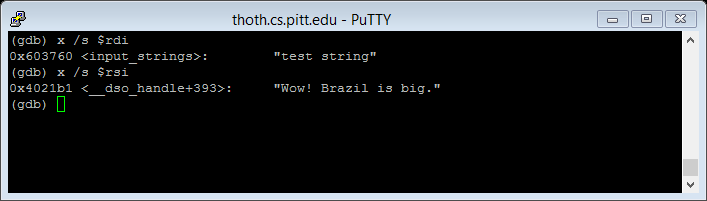 thoth.cs.pitt.edu - PuTTY
(gdb) x /s $rdi
0x603760 <input_strings>:        "test string"
(gdb) x /s $rsi
0x4021b1 <__dso_handle+393>:     "Wow! Brazil is big."
(gdb)